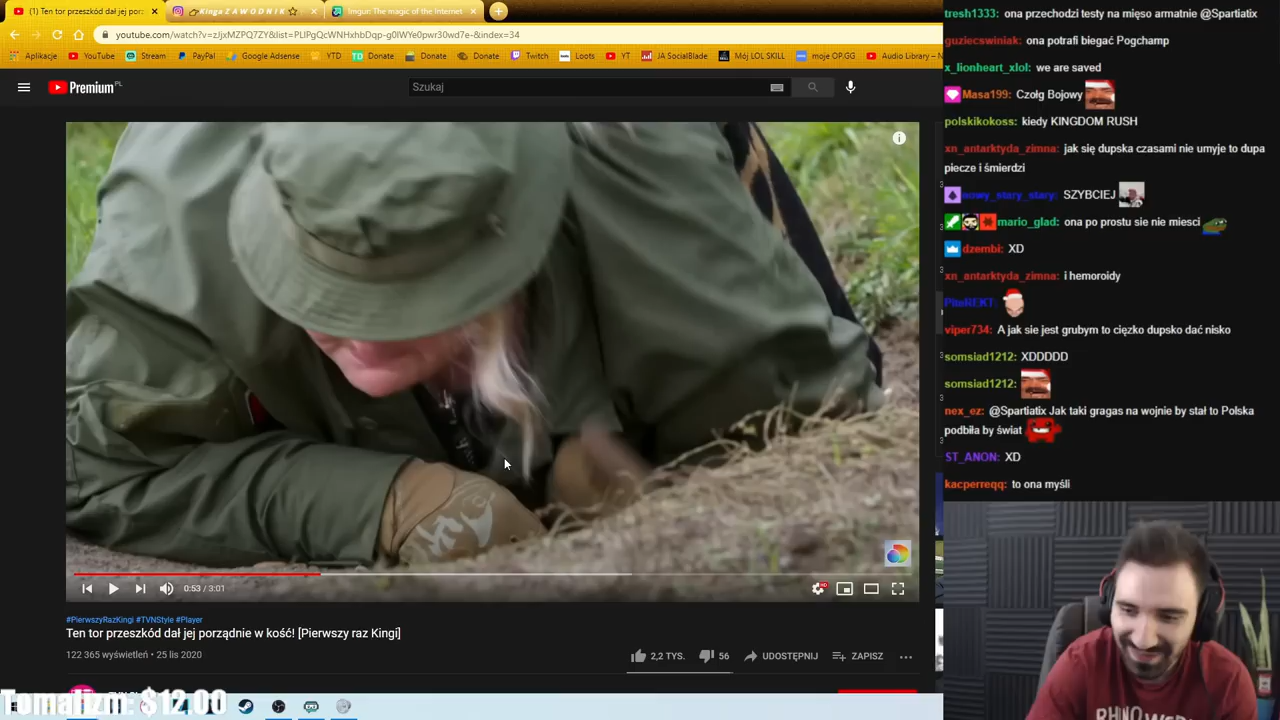 (1) Ten tor przeszkód dał jej porz
Kinga Z A W O D N I K
Imgur: The magic of the Internet
youtube.com/watch?v=zJjxMZPQ7ZY&list=PLlPgQcWNHxhbDqp-g0lWYe0pwr30wd7e-&index=34
Aplikacje
YouTube
Stream
PayPal
Google Adsense
YTD
Donate
Donate
Donate
Twitch
Loots
YT
JA SocialBlade
Mój LOL SKILL
moje OP.GG
Audio Library
Premium PL
Szukaj
0:53 / 3:01
#PierwszyRazKingi #TVNStyle #Player
Ten tor przeszkód dał jej porządnie w kość! [Pierwszy raz Kingi]
122 365 wyświetleń • 25 lis 2020
2,2 TYS.
56
UDOSTĘPNIJ
ZAPISZ
$12.00
tresh1333: ona przechodzi testy na mięso armatnie @Spartiatix
guziecswiniak: ona potrafi biegać Pogchamp
x_lionheart_xlol: we are saved
Masa199: Czołg Bojowy
polskikokoss: kiedy KINGDOM RUSH
xn_antarktyda_zimna: jak się dupska czasami nie umyje to dupa
piecze i śmierdzi
nowy_stary_stary: SZYBCIEJ
mario_glad: ona po prostu sie nie miesci
dzembi: XD
xn_antarktyda_zimna: i hemoroidy
PitoREKT:
viper734: A jak sie jest grubym to ciężko dupsko dać nisko
somsiad1212: XDDDDD
somsiad1212:
nex_ez: @Spartiatix Jak taki gragas na wojnie by stał to Polska
podbiła by świat
ST_ANON: XD
kacperreqq: to ona myśli